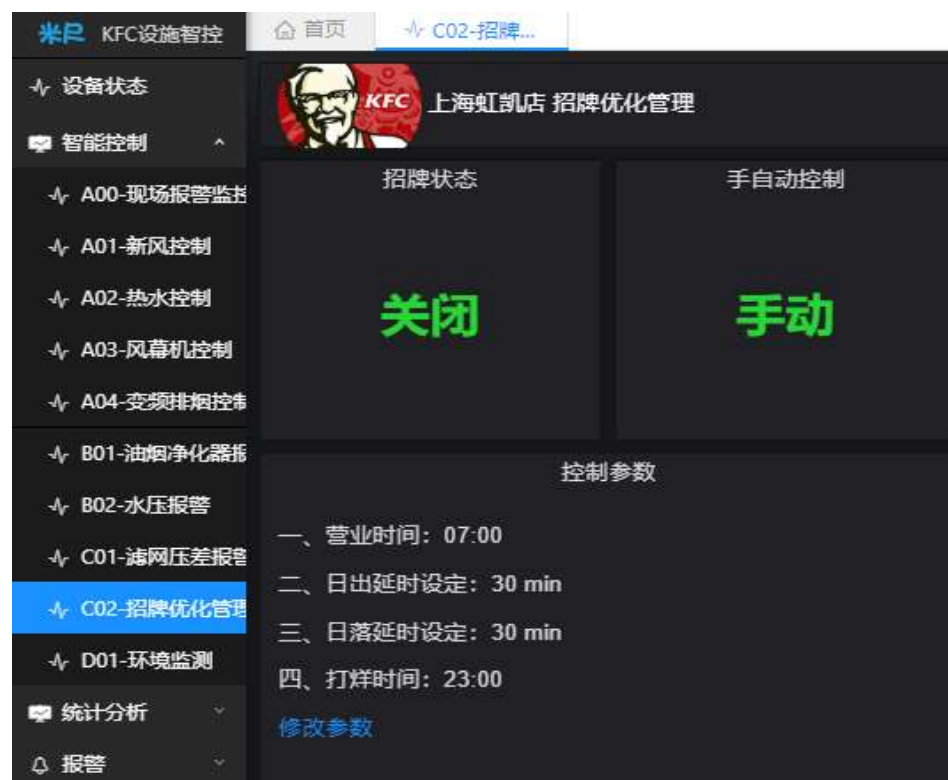 米尺 KFC设施智控
首页
C02-招牌...
设备状态
智能控制
A00-现场报警监控
A01-新风控制
A02-热水控制
A03-风幕机控制
A04-变频排烟控制
B01-油烟净化器报
B02-水压报警
C01-滤网压差报警
C02-招牌优化管理
D01-环境监测
统计分析
报警
KFC 上海虹凯店 招牌优化管理
招牌状态
关闭
手自动控制
手动
控制参数
一、营业时间：07:00
二、日出延时设定：30 min
三、日落延时设定：30 min
四、打烊时间：23:00
修改参数